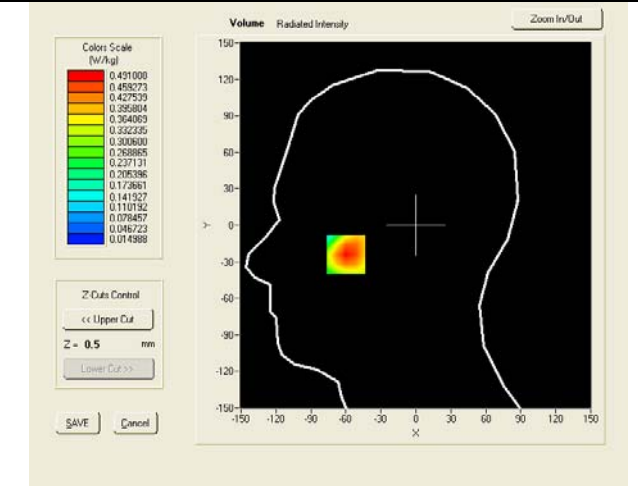 Volume Radiated Intensity
Zoom In/Out
Colors Scale
(W/kg)
0.491008
0.459273
0.427539
0.395804
0.364069
0.332335
0.300600
0.268865
0.237131
0.205396
0.173661
0.141927
0.110192
0.078457
0.046723
0.014988
150
120
90
60
30
0
-30
-60
-90
-120
-150
Y
-150 -120 -90 -60 -30 0 30 60 90 120 150
X
Z-Cuts Control
<< Upper Cut
Z = 0.5 mm
Lower Cut >>
SAVE Cancel